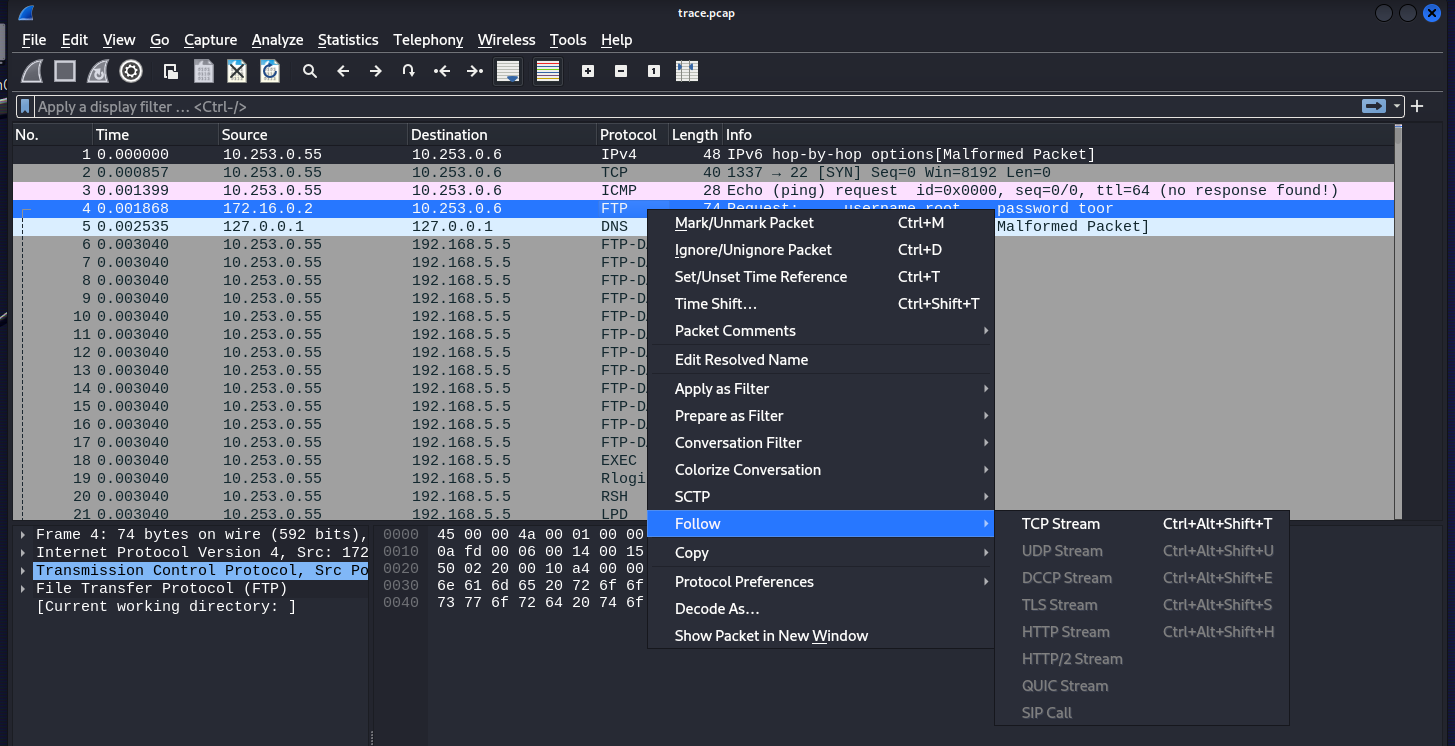 trace.pcap
File Edit View Go Capture Analyze Statistics Telephony Wireless Tools Help
Apply a display filter … <Ctrl-/>
No. Time Source Destination Protocol Length Info
1 0.000000 10.253.0.55 10.253.0.6 IPv4 48 IPv6 hop-by-hop options[Malformed Packet]
2 0.000857 10.253.0.55 10.253.0.6 TCP 40 1337 → 22 [SYN] Seq=0 Win=8192 Len=0
3 0.001399 10.253.0.55 10.253.0.6 ICMP 28 Echo (ping) request id=0x0000, seq=0/0, ttl=64 (no response found!)
4 0.001868 172.16.0.2 10.253.0.6 FTP 74 Request: username root password toor
5 0.002535 127.0.0.1 127.0.0.1 DNS Malformed Packet]
6 0.003040 10.253.0.55 192.168.5.5 FTP-D
7 0.003040 10.253.0.55 192.168.5.5 FTP-D
8 0.003040 10.253.0.55 192.168.5.5 FTP-D
9 0.003040 10.253.0.55 192.168.5.5 FTP-D
10 0.003040 10.253.0.55 192.168.5.5 FTP-D
11 0.003040 10.253.0.55 192.168.5.5 FTP-D
12 0.003040 10.253.0.55 192.168.5.5 FTP-D
13 0.003040 10.253.0.55 192.168.5.5 FTP-D
14 0.003040 10.253.0.55 192.168.5.5 FTP-D
15 0.003040 10.253.0.55 192.168.5.5 FTP-D
16 0.003040 10.253.0.55 192.168.5.5 FTP-D
17 0.003040 10.253.0.55 192.168.5.5 FTP-D
18 0.003040 10.253.0.55 192.168.5.5 EXEC
19 0.003040 10.253.0.55 192.168.5.5 Rlogi
20 0.003040 10.253.0.55 192.168.5.5 RSH
21 0.003040 10.253.0.55 192.168.5.5 LPD
Mark/Unmark Packet Ctrl+M
Ignore/Unignore Packet Ctrl+D
Set/Unset Time Reference Ctrl+T
Time Shift… Ctrl+Shift+T
Packet Comments
Edit Resolved Name
Apply as Filter
Prepare as Filter
Conversation Filter
Colorize Conversation
SCTP
Follow
Copy
Protocol Preferences
Decode As…
Show Packet in New Window
TCP Stream Ctrl+Alt+Shift+T
UDP Stream Ctrl+Alt+Shift+U
DCCP Stream Ctrl+Alt+Shift+E
TLS Stream Ctrl+Alt+Shift+S
HTTP Stream Ctrl+Alt+Shift+H
HTTP/2 Stream
QUIC Stream
SIP Call
Frame 4: 74 bytes on wire (592 bits),
Internet Protocol Version 4, Src: 172
Transmission Control Protocol, Src Po
File Transfer Protocol (FTP)
[Current working directory: ]
0000 45 00 00 4a 00 01 00 00
0010 0a fd 00 06 00 14 00 15
0020 50 02 20 00 10 a4 00 00
0030 6e 61 6d 65 20 72 6f 6f
0040 73 77 6f 72 64 20 74 6f